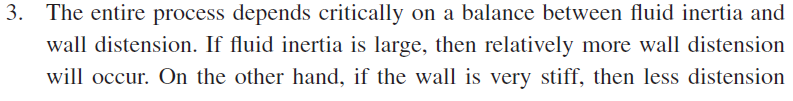 3. The entire process depends critically on a balance between fluid inertia and
wall distension. If fluid inertia is large, then relatively more wall distension
will occur. On the other hand, if the wall is very stiff, then less distension